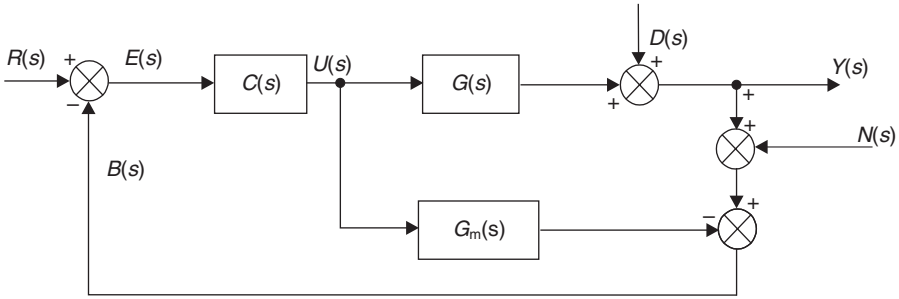 D(s)
R(s)
+
E(s)
C(s)
U(s)
G(s)
+
+
Y(s)
−
+
+
N(s)
B(s)
Gm(s)
−
+